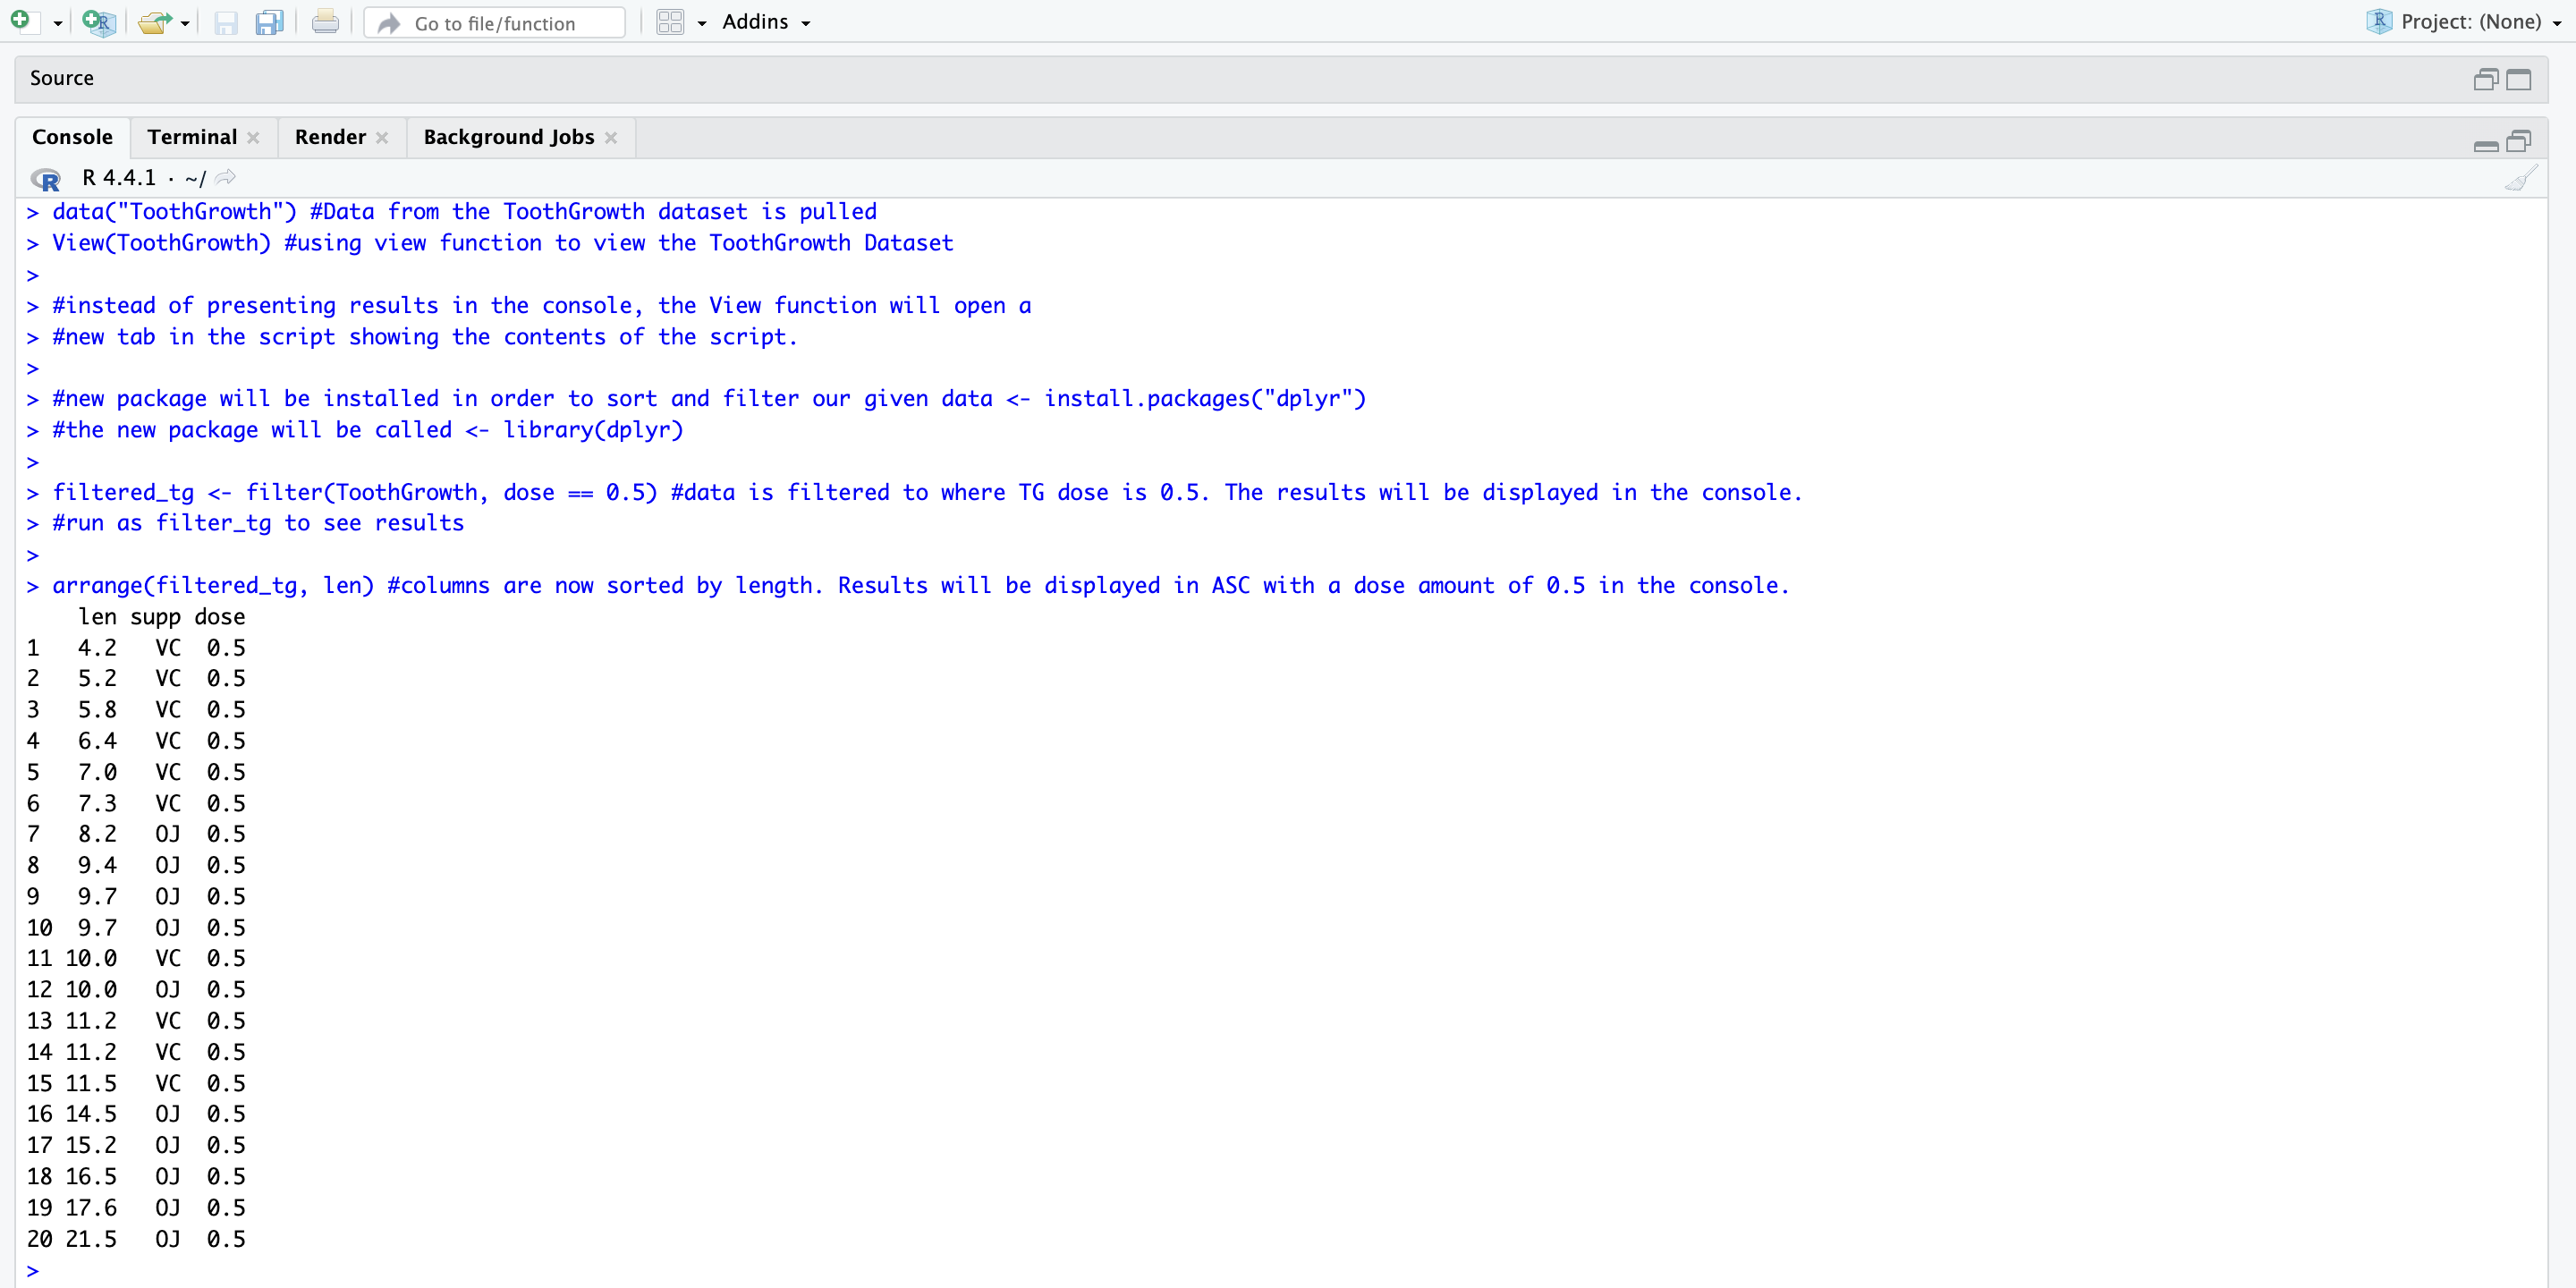 Go to file/function
Addins
R Project: (None)
Source
Console Terminal Render Background Jobs
R R 4.4.1 · ~/
> data("ToothGrowth") #Data from the ToothGrowth dataset is pulled
> View(ToothGrowth) #using view function to view the ToothGrowth Dataset
>
> #instead of presenting results in the console, the View function will open a
> #new tab in the script showing the contents of the script.
>
> #new package will be installed in order to sort and filter our given data <- install.packages("dplyr")
> #the new package will be called <- library(dplyr)
>
> filtered_tg <- filter(ToothGrowth, dose == 0.5) #data is filtered to where TG dose is 0.5. The results will be displayed in the console.
> #run as filter_tg to see results
>
> arrange(filtered_tg, len) #columns are now sorted by length. Results will be displayed in ASC with a dose amount of 0.5 in the console.
len supp dose
1 4.2 VC 0.5
2 5.2 VC 0.5
3 5.8 VC 0.5
4 6.4 VC 0.5
5 7.0 VC 0.5
6 7.3 VC 0.5
7 8.2 OJ 0.5
8 9.4 OJ 0.5
9 9.7 OJ 0.5
10 9.7 OJ 0.5
11 10.0 VC 0.5
12 10.0 OJ 0.5
13 11.2 VC 0.5
14 11.2 VC 0.5
15 11.5 VC 0.5
16 14.5 OJ 0.5
17 15.2 OJ 0.5
18 16.5 OJ 0.5
19 17.6 OJ 0.5
20 21.5 OJ 0.5
>